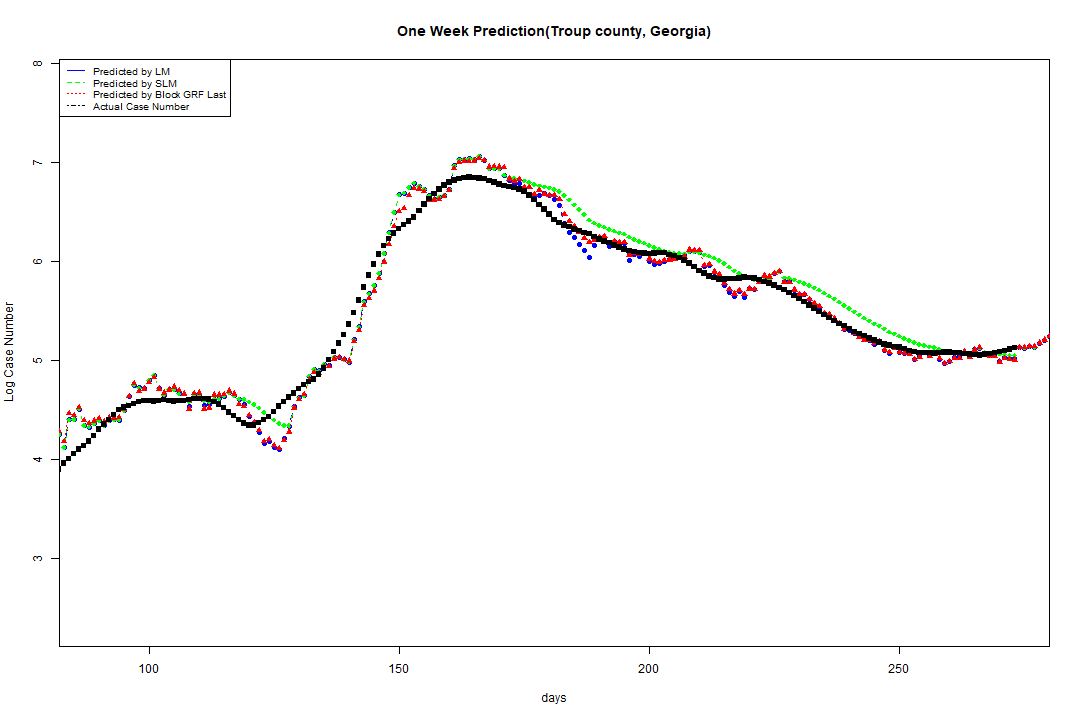 One Week Prediction(Troup county, Georgia)
Predicted by LM
Predicted by SLM
Predicted by Block GRF Last
Actual Case Number
8
7
6
5
4
3
Log Case Number
100
150
200
250
days